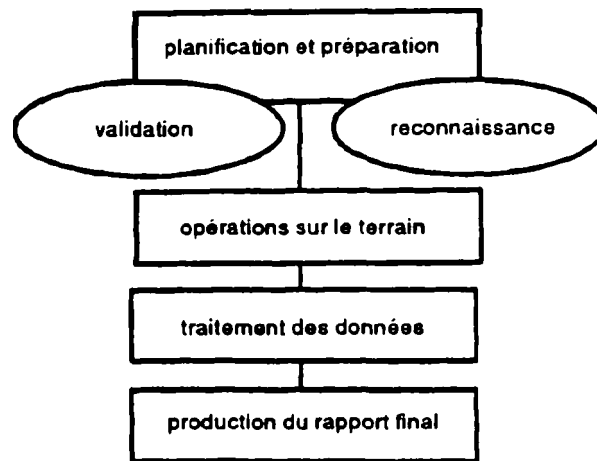 planification et préparation
validation
reconnaissance
opérations sur le terrain
traitement des données
production du rapport final